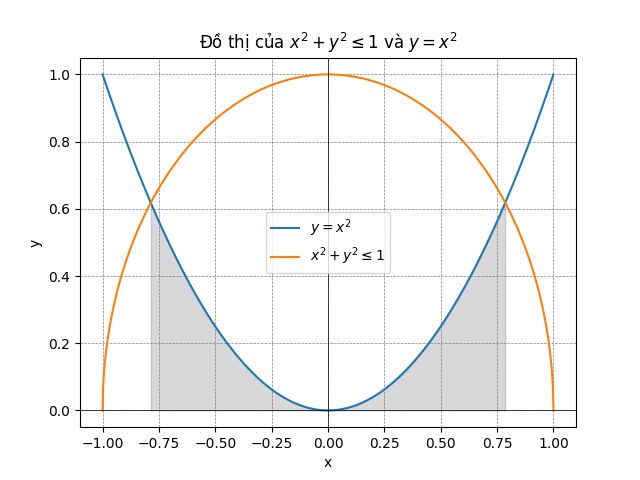 Đồ thị của x² + y² ≤ 1 và y = x²
1.0
0.8
0.6
0.4
0.2
0.0
y
y = x²
x² + y² ≤ 1
−1.00 −0.75 −0.50 −0.25 0.00 0.25 0.50 0.75 1.00
x